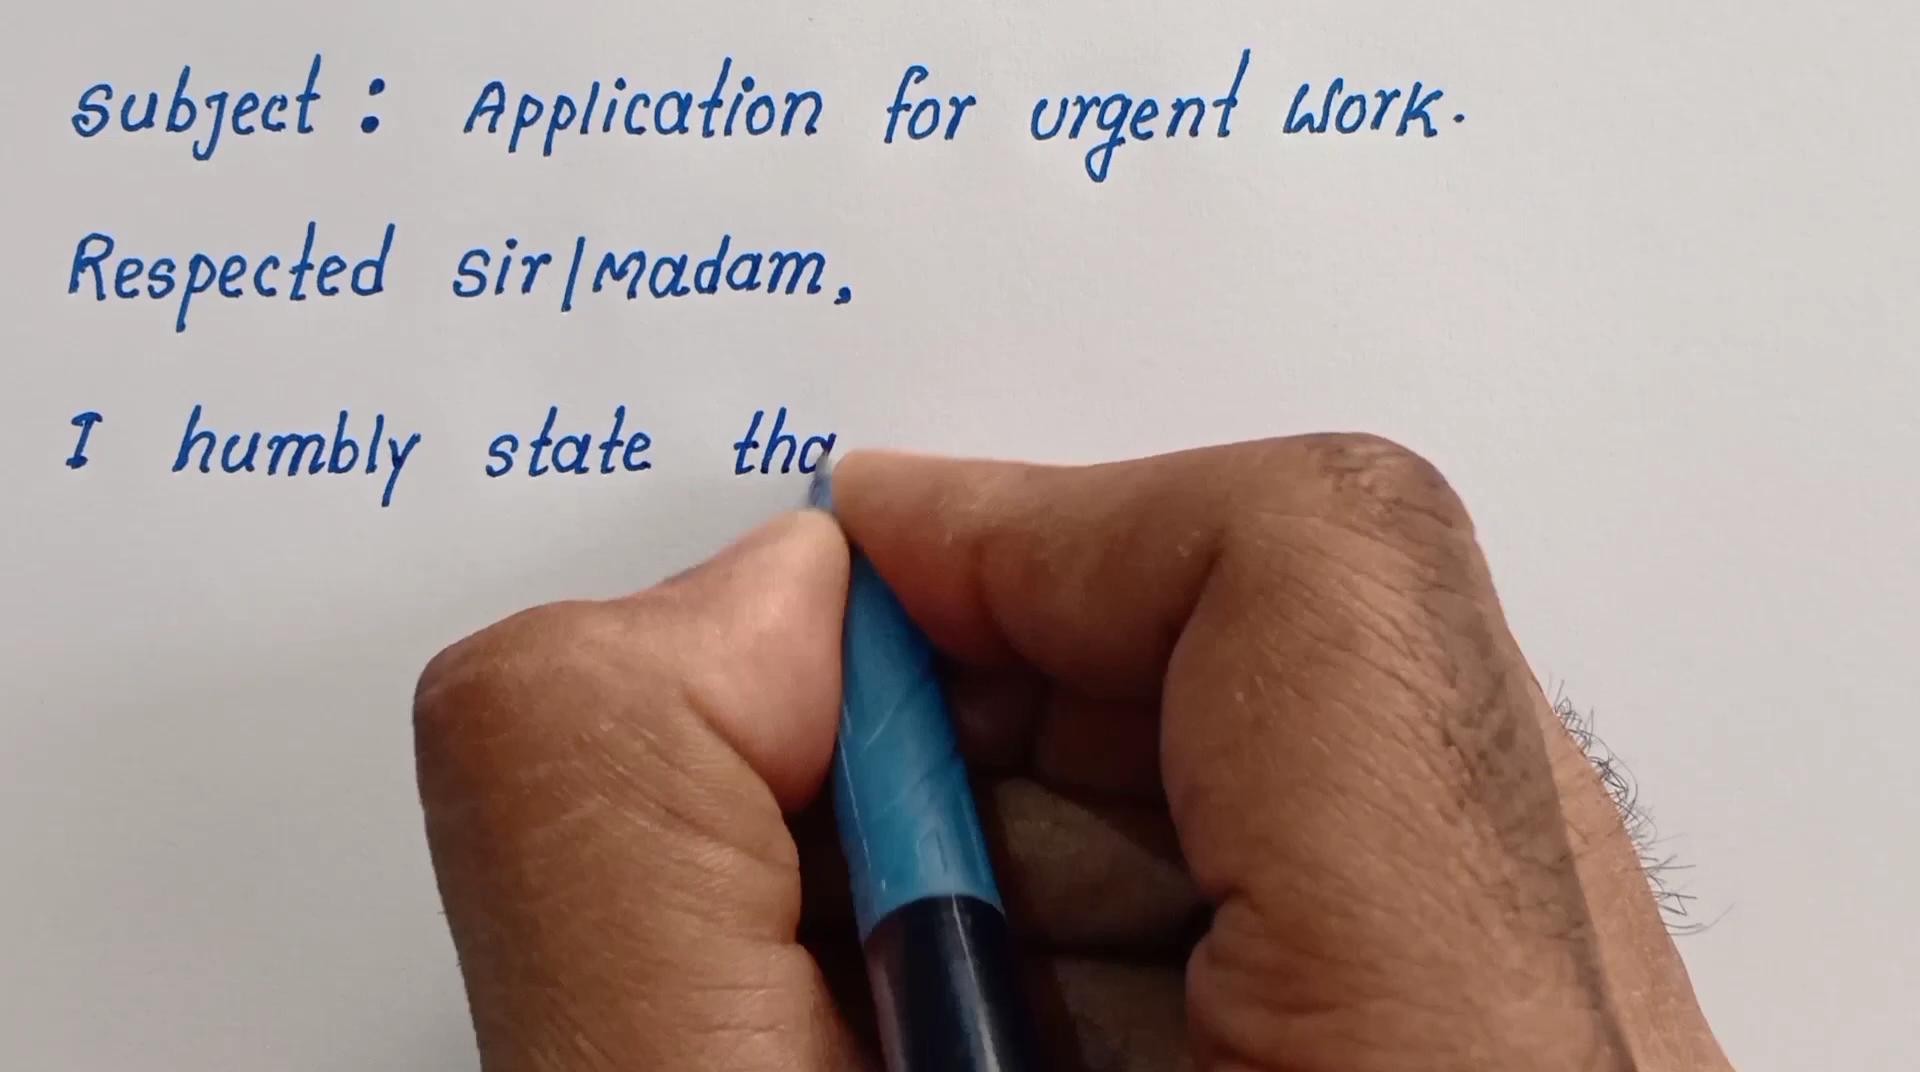 Subject : Application for urgent work.
Respected Sir/Madam,
I humbly state tha